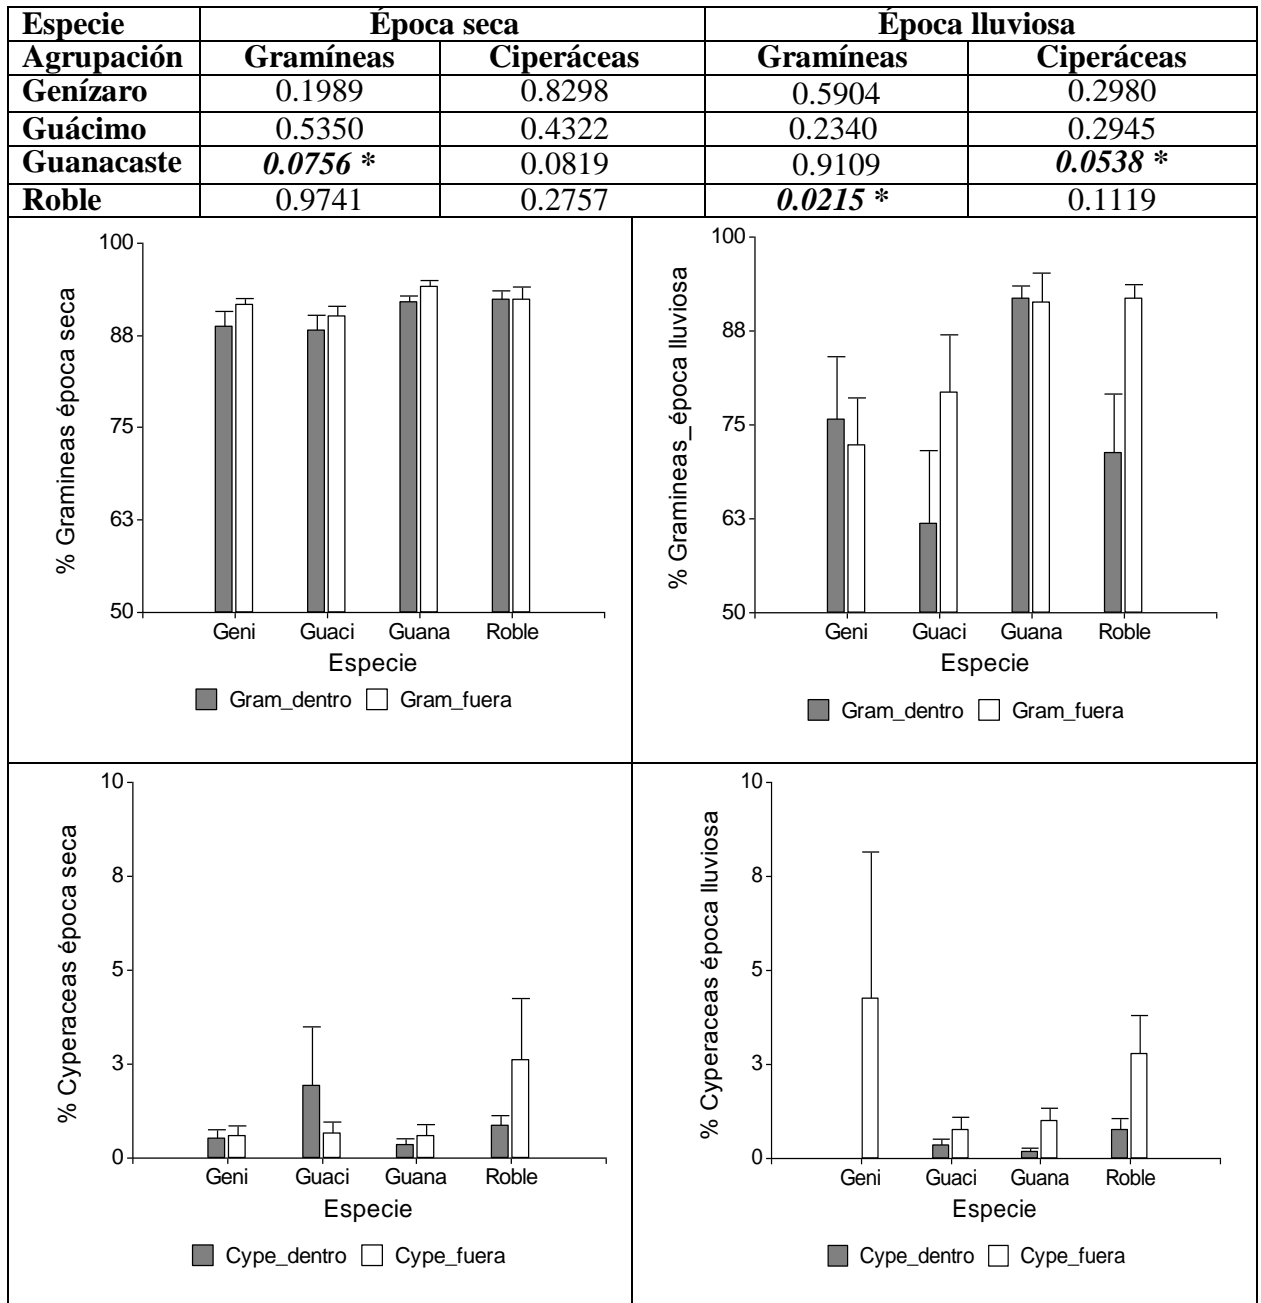 Especie Época seca Época lluviosa
Agrupación Gramíneas Ciperáceas Gramíneas Ciperáceas
Genízaro 0.1989 0.8298 0.5904 0.2980
Guácimo 0.5350 0.4322 0.2340 0.2945
Guanacaste 0.0756 * 0.0819 0.9109 0.0538 *
Roble 0.9741 0.2757 0.0215 * 0.1119
% Gramineas época seca
100
88
75
63
50
Geni Guaci Guana Roble
Especie
Gram_dentro Gram_fuera
% Gramineas_época lluviosa
100
88
75
63
50
Geni Guaci Guana Roble
Especie
Gram_dentro Gram_fuera
% Cyperaceas época seca
10
8
5
3
0
Geni Guaci Guana Roble
Especie
Cype_dentro Cype_fuera
% Cyperaceas época lluviosa
10
8
5
3
0
Geni Guaci Guana Roble
Especie
Cype_dentro Cype_fuera